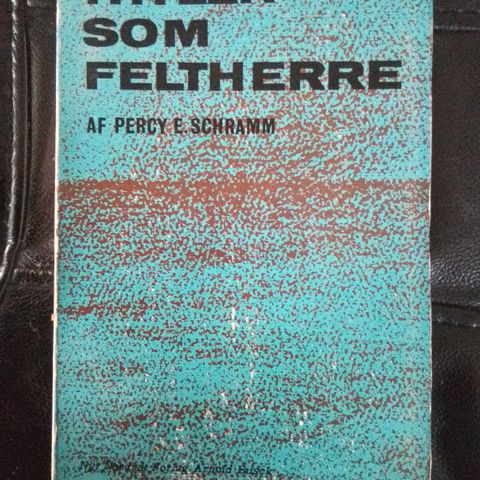 SOM
FELTHERRE
AF PERCY E. SCHRAMM
Nyt Nordisk Forlag Arnold Busck